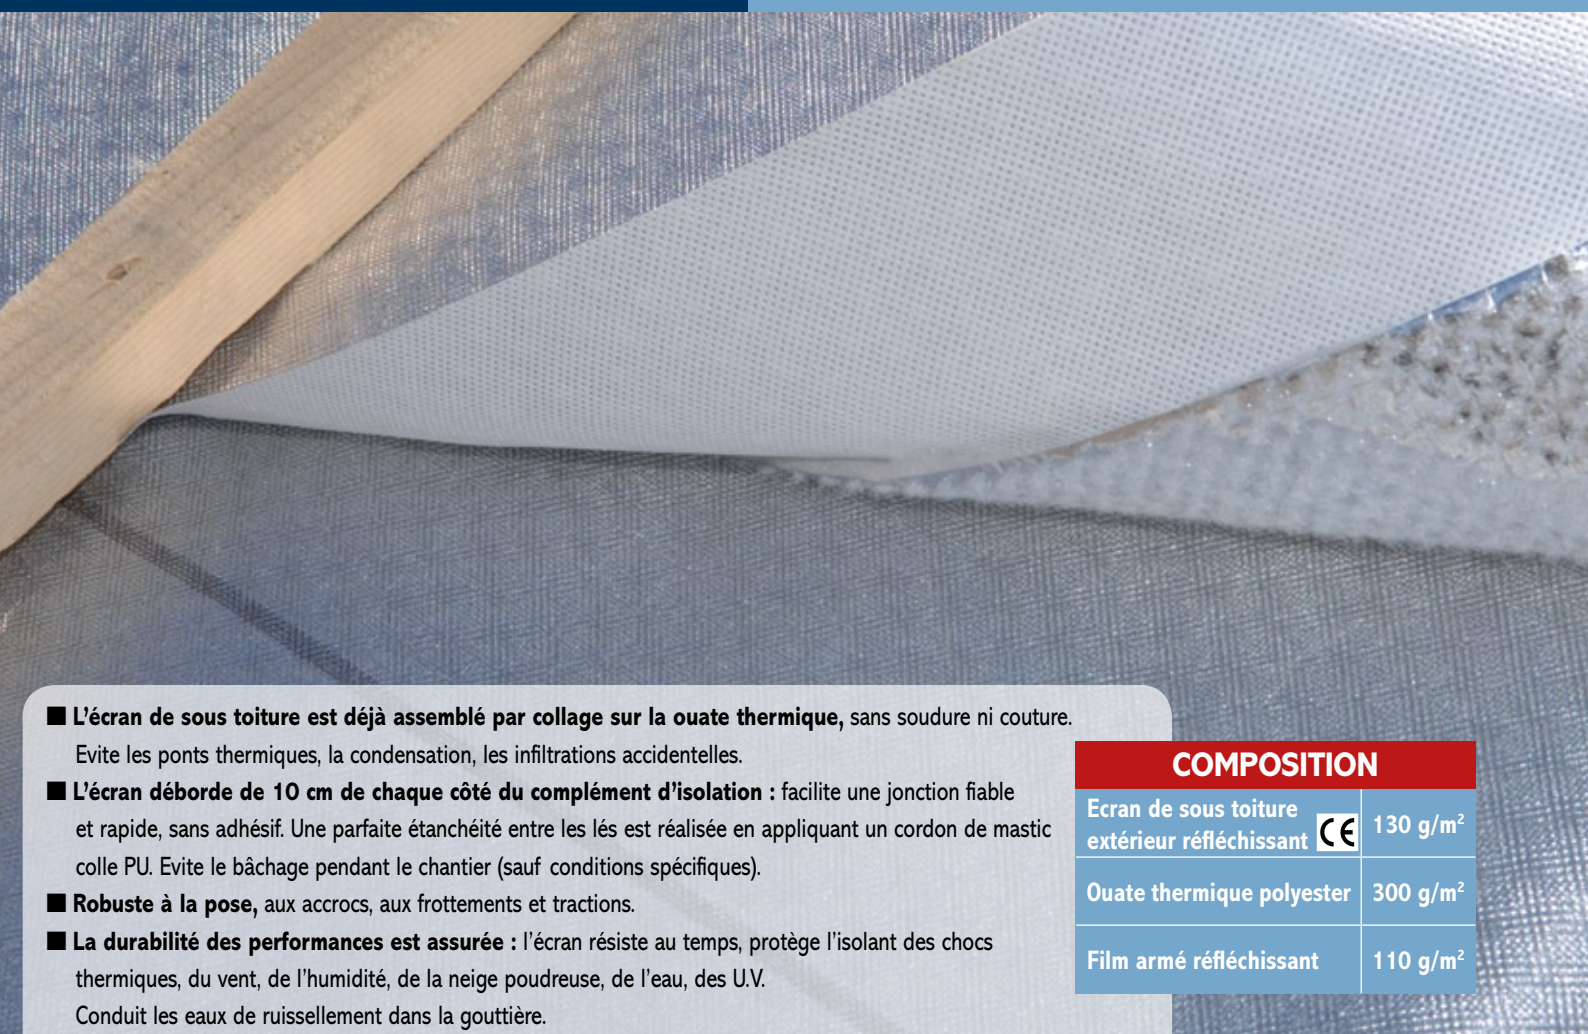 ■ L’écran de sous toiture est déjà assemblé par collage sur la ouate thermique, sans soudure ni couture.
Evite les ponts thermiques, la condensation, les infiltrations accidentelles.
■ L’écran déborde de 10 cm de chaque côté du complément d’isolation : facilite une jonction fiable
et rapide, sans adhésif. Une parfaite étanchéité entre les lés est réalisée en appliquant un cordon de mastic
colle PU. Evite le bâchage pendant le chantier (sauf conditions spécifiques).
■ Robuste à la pose, aux accrocs, aux frottements et tractions.
■ La durabilité des performances est assurée : l’écran résiste au temps, protège l’isolant des chocs
thermiques, du vent, de l’humidité, de la neige poudreuse, de l’eau, des U.V.
Conduit les eaux de ruissellement dans la gouttière.
COMPOSITION
Ecran de sous toiture
extérieur réfléchissant CE 130 g/m²
Ouate thermique polyester 300 g/m²
Film armé réfléchissant 110 g/m²